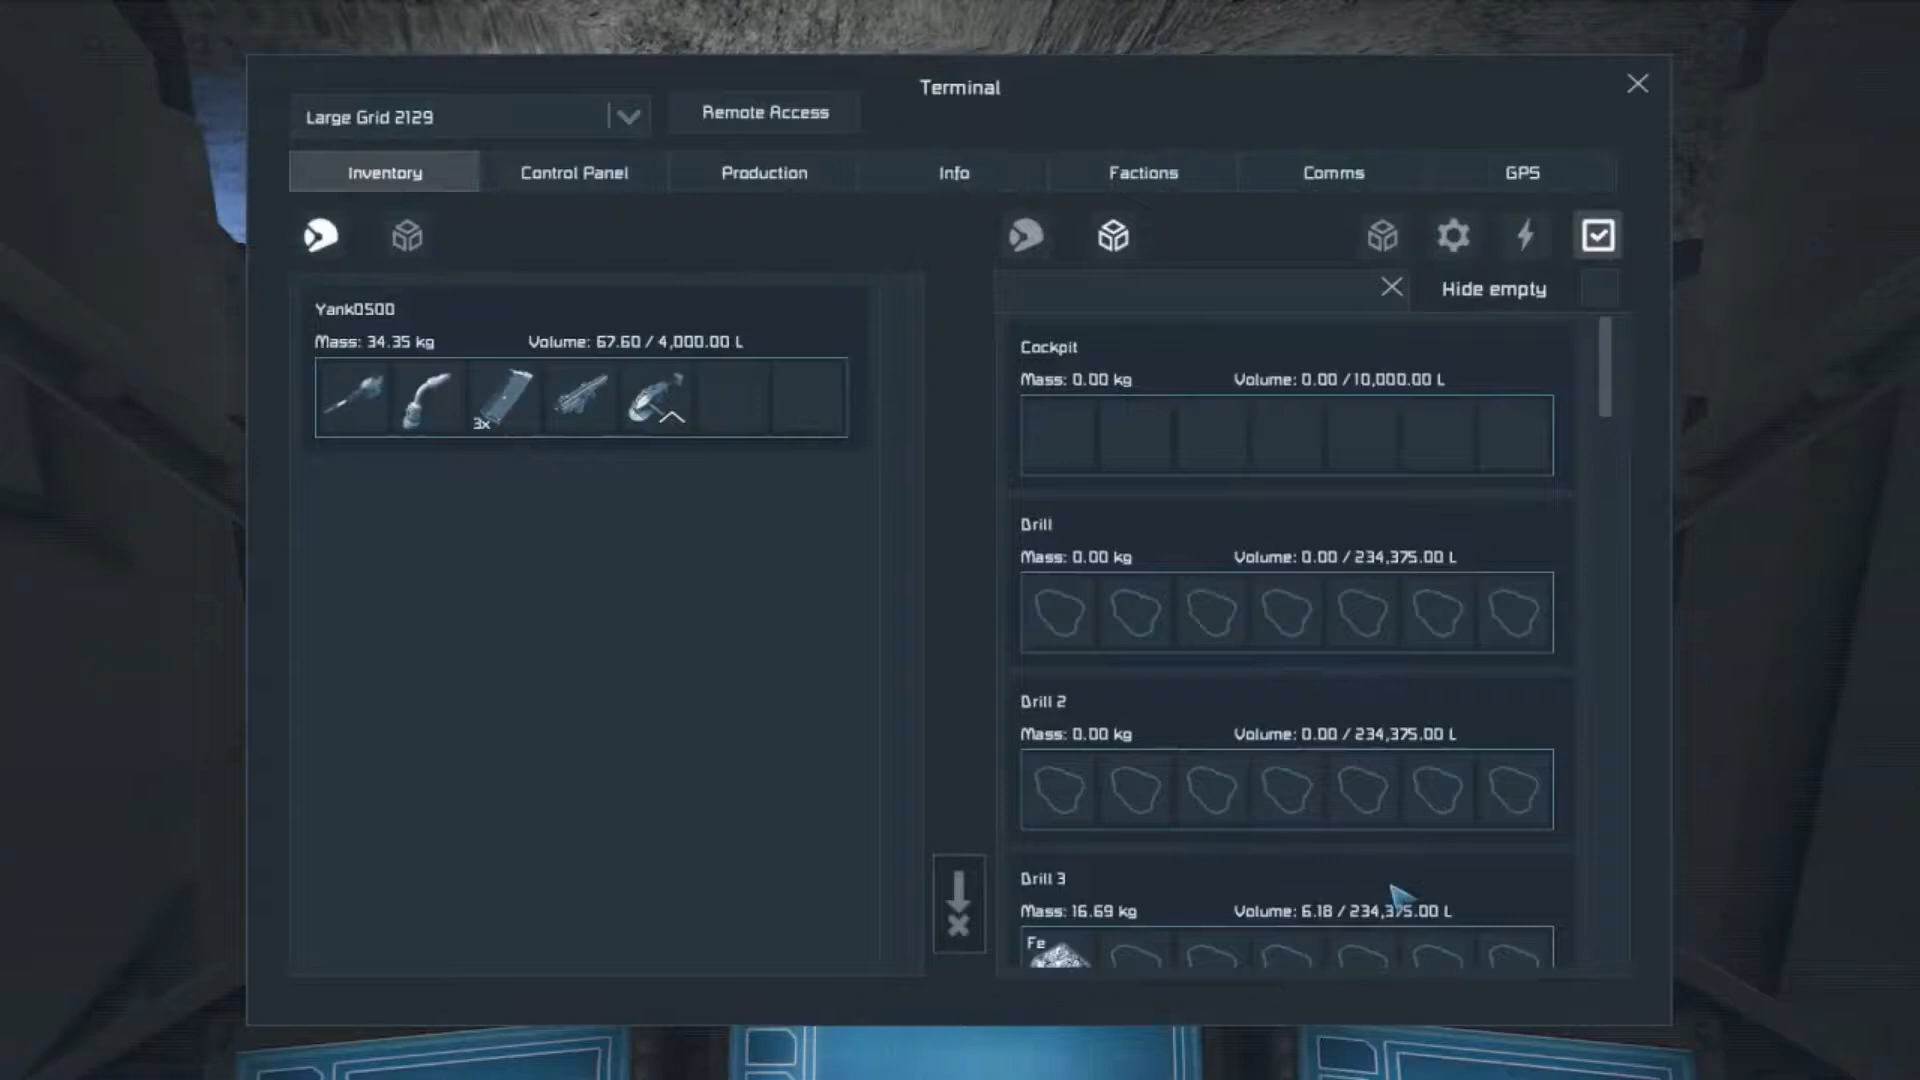 Terminal
Large Grid 2129
Remote Access
Inventory
Control Panel
Production
Info
Factions
Comms
GPS
Hide empty
Yank0500
Mass: 34.35 kg
Volume: 67.60 / 4,000.00 L
3x
Cockpit
Mass: 0.00 kg
Volume: 0.00 / 10,000.00 L
Drill
Mass: 0.00 kg
Volume: 0.00 / 234,375.00 L
Drill 2
Mass: 0.00 kg
Volume: 0.00 / 234,375.00 L
Drill 3
Mass: 16.69 kg
Volume: 6.18 / 234,375.00 L
Fe